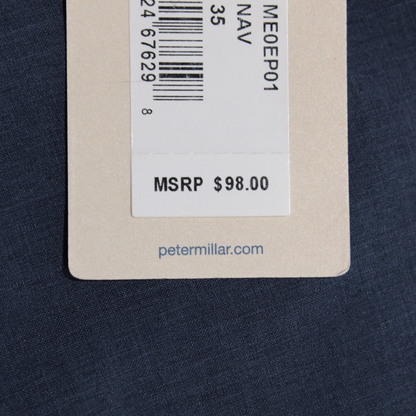 ME0EP01
NAV
35
24 67629 8
MSRP $98.00
petermillar.com